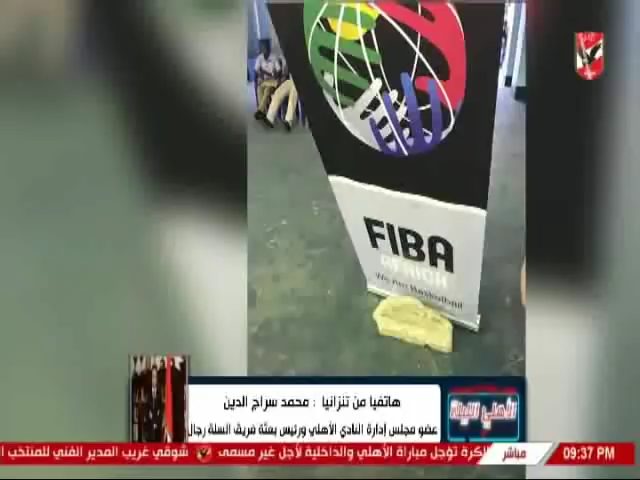 FIBA
AFRICA
We Are Basketball
هاتفيا من تنزانيا : محمد سراج الدين
عضو مجلس إدارة النادي الأهلي ورئيس بعثة فريق السلة رجال
الأهلي الليلة
الكرة تؤجل مباراة الأهلي والداخلية لأجل غير مسمى
شوقي غريب المدير الفني للمنتخب
مباشر
09:37 PM